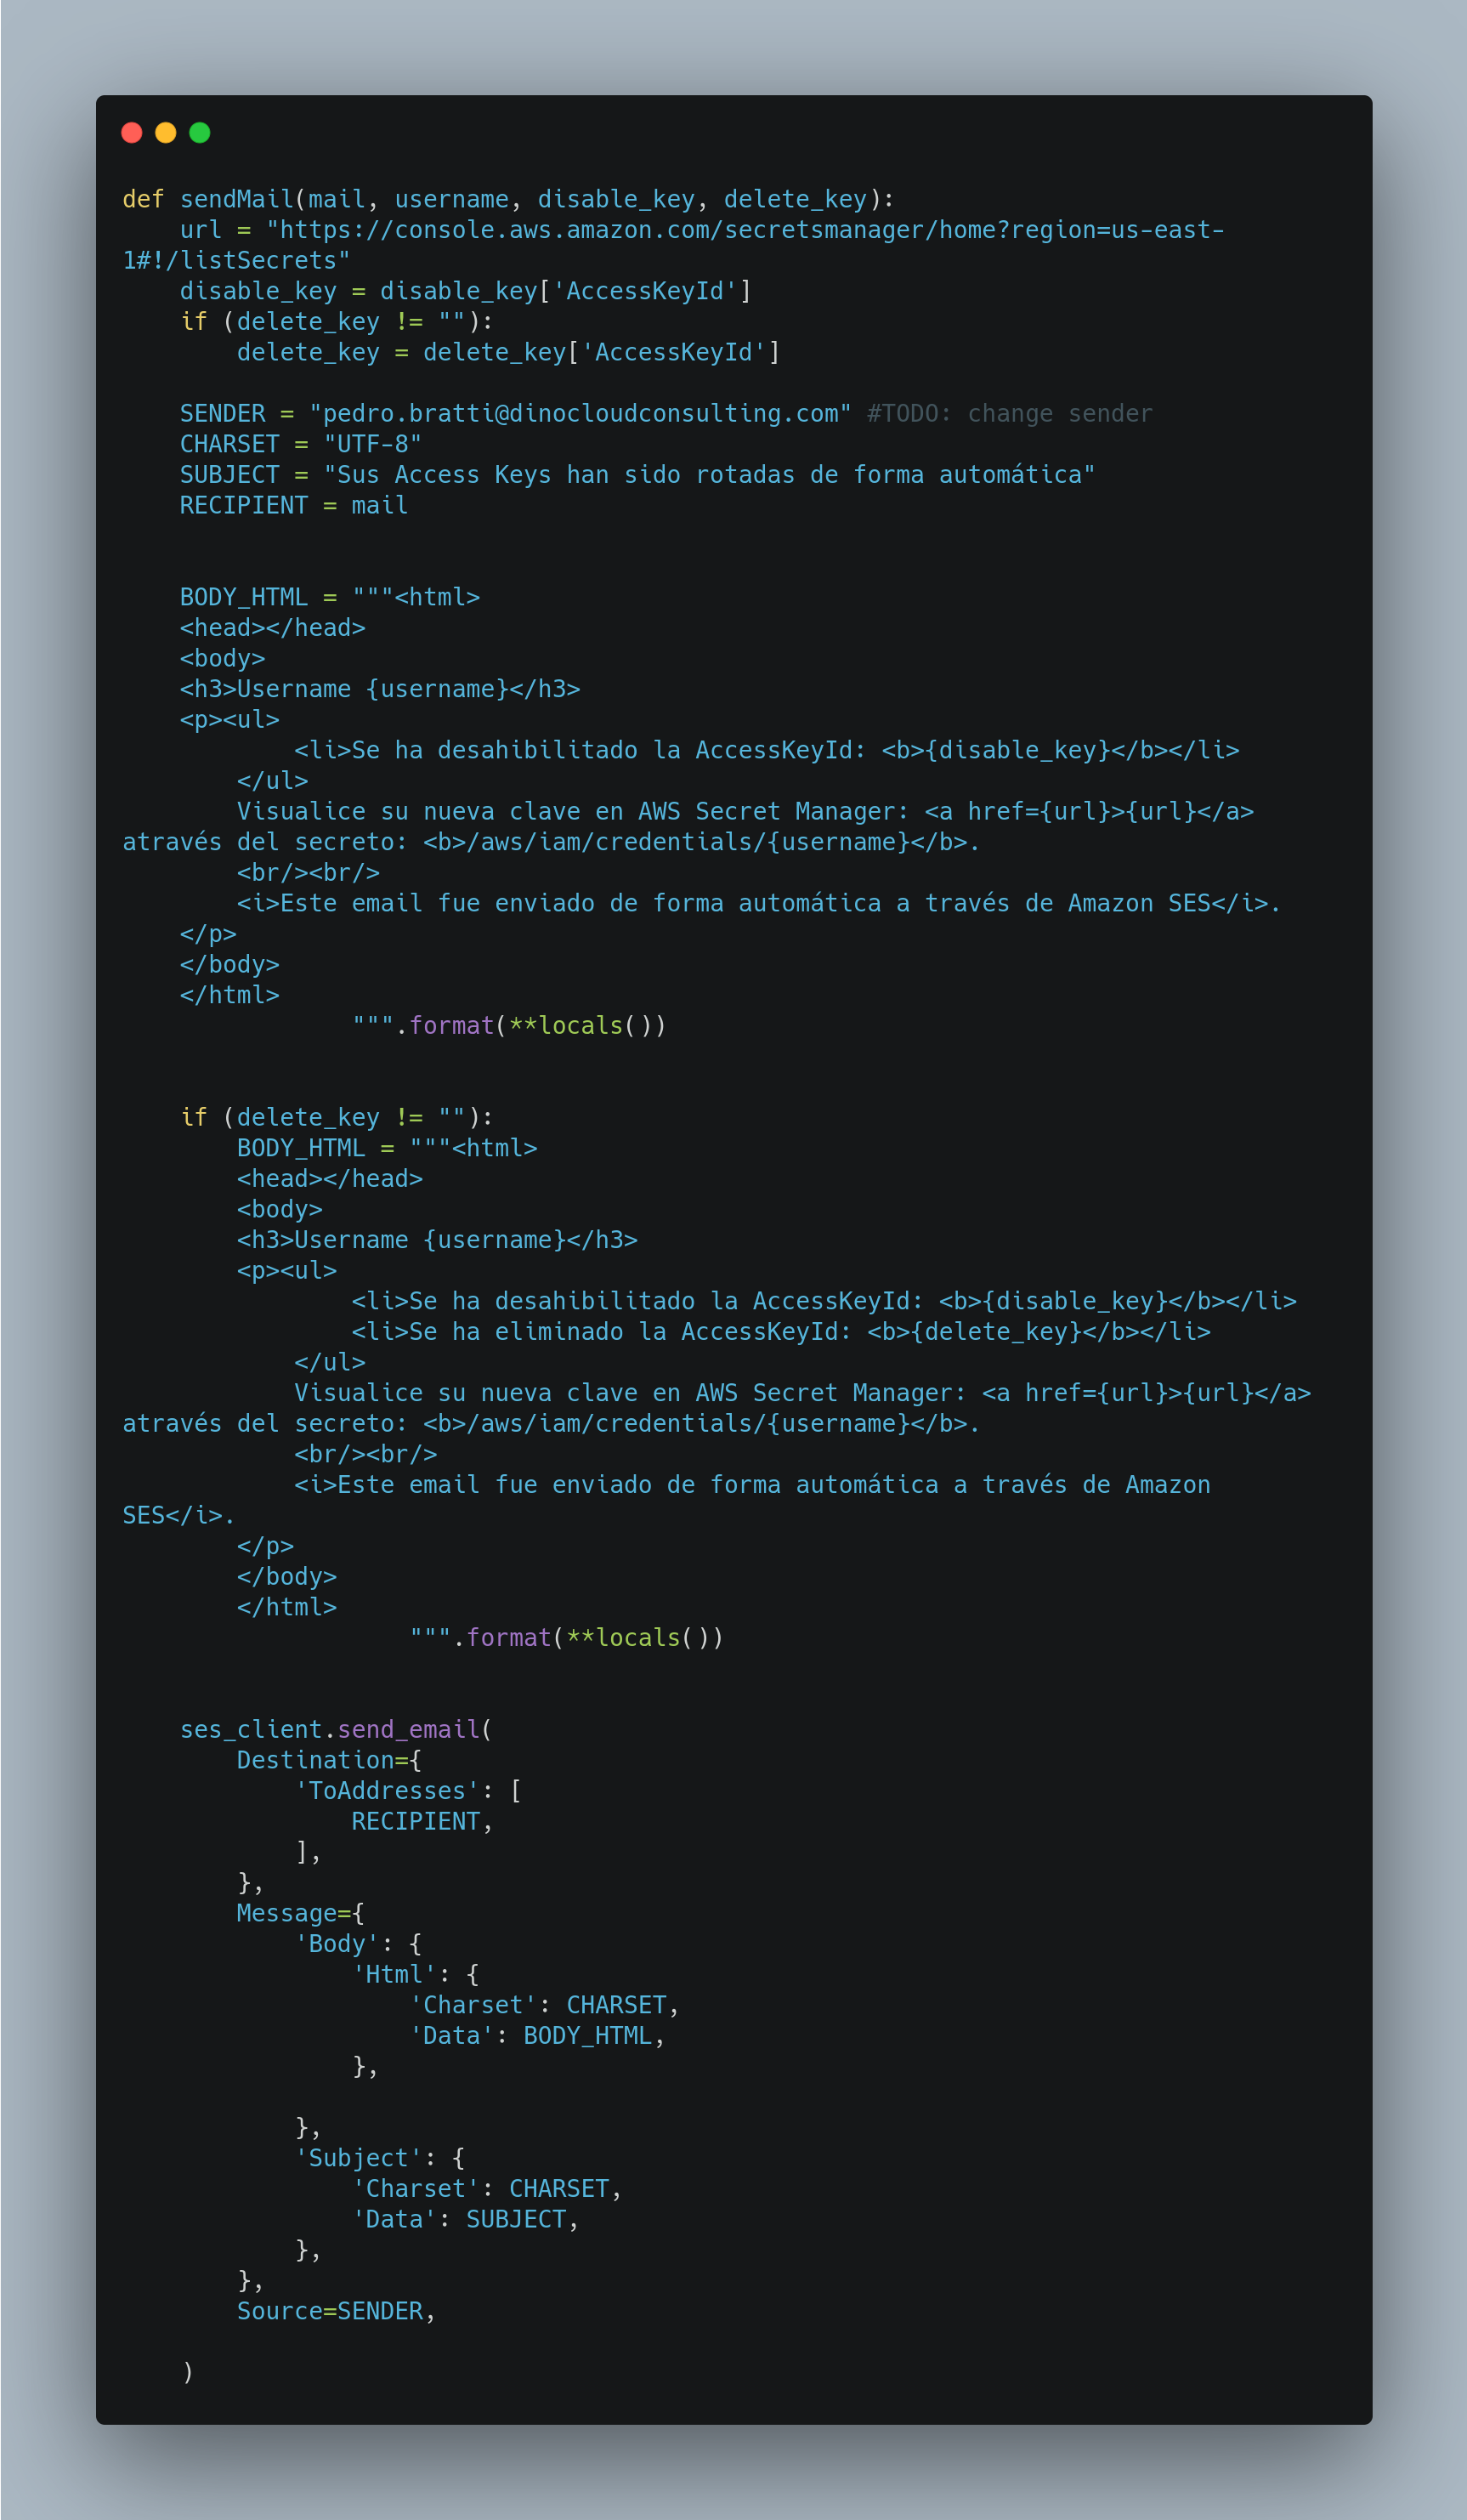 def sendMail(mail, username, disable_key, delete_key):
    url = "https://console.aws.amazon.com/secretsmanager/home?region=us-east-
1#!/listSecrets"
    disable_key = disable_key['AccessKeyId']
    if (delete_key != ""):
        delete_key = delete_key['AccessKeyId']

    SENDER = "pedro.bratti@dinocloudconsulting.com" #TODO: change sender
    CHARSET = "UTF-8"
    SUBJECT = "Sus Access Keys han sido rotadas de forma automática"
    RECIPIENT = mail


    BODY_HTML = """<html>
    <head></head>
    <body>
    <h3>Username {username}</h3>
    <p><ul>
            <li>Se ha desahibilitado la AccessKeyId: <b>{disable_key}</b></li>
        </ul>
        Visualice su nueva clave en AWS Secret Manager: <a href={url}>{url}</a>
através del secreto: <b>/aws/iam/credentials/{username}</b>.
        <br/><br/>
        <i>Este email fue enviado de forma automática a través de Amazon SES</i>.
    </p>
    </body>
    </html>
                """.format(**locals())


    if (delete_key != ""):
        BODY_HTML = """<html>
        <head></head>
        <body>
        <h3>Username {username}</h3>
        <p><ul>
                <li>Se ha desahibilitado la AccessKeyId: <b>{disable_key}</b></li>
                <li>Se ha eliminado la AccessKeyId: <b>{delete_key}</b></li>
            </ul>
            Visualice su nueva clave en AWS Secret Manager: <a href={url}>{url}</a>
através del secreto: <b>/aws/iam/credentials/{username}</b>.
            <br/><br/>
            <i>Este email fue enviado de forma automática a través de Amazon
SES</i>.
        </p>
        </body>
        </html>
                    """.format(**locals())


    ses_client.send_email(
        Destination={
            'ToAddresses': [
                RECIPIENT,
            ],
        },
        Message={
            'Body': {
                'Html': {
                    'Charset': CHARSET,
                    'Data': BODY_HTML,
                },

            },
            'Subject': {
                'Charset': CHARSET,
                'Data': SUBJECT,
            },
        },
        Source=SENDER,

    )